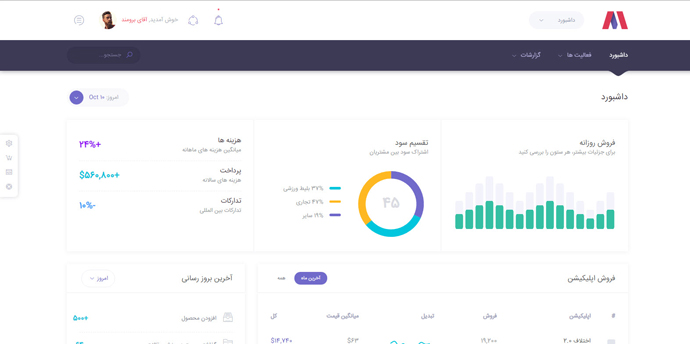 داشبورد
خوش آمدید, آقای برومند
داشبورد
فعالیت ها
گزارشات
جستجو...
داشبورد
امروز: Oct ۱۰
فروش روزانه
برای جزئیات بیشتر، هر ستون را بررسی کنید
تقسیم سود
اشتراک سود بین مشتریان
۴۵
۳۷% بلیط ورزشی
۴۷% تجاری
۱۹% سایر
هزینه ها
میانگین هزینه های ماهانه
+۲۴%
پرداخت
هزینه های سالانه
+$۵۶۰,۸۰۰
تدارکات
تدارکات بین المللی
-۱۰%
فروش اپلیکیشن
آخرین ماه
همه
# اپلیکیشن فروش تبدیل میانگین قیمت کل
اختلاف ۲.۰ ۱۹,۲۰۰ $۶۳ $۱۴,۷۴۰
آخرین بروز رسانی
امروز
افزودن محصول
+۵۰۰